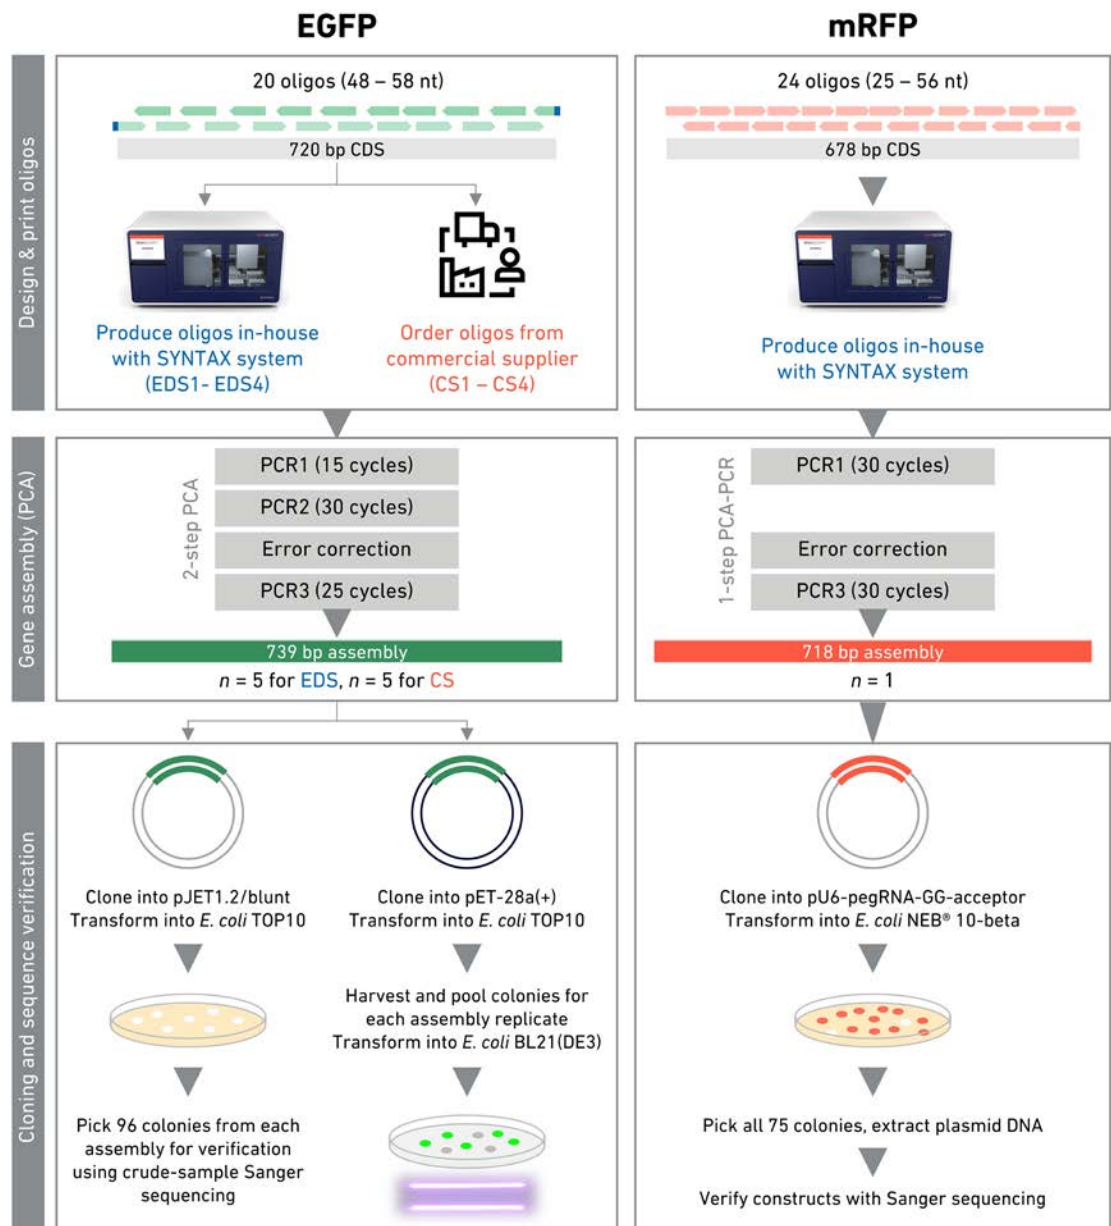 EGFP
mRFP
Design & print oligos
20 oligos (48 – 58 nt)
720 bp CDS
Produce oligos in-house
with SYNTAX system
(EDS1- EDS4)
Order oligos from
commercial supplier
(CS1 – CS4)
24 oligos (25 – 56 nt)
678 bp CDS
Produce oligos in-house
with SYNTAX system
Gene assembly (PCA)
2-step PCA
PCR1 (15 cycles)
PCR2 (30 cycles)
Error correction
PCR3 (25 cycles)
739 bp assembly
n = 5 for EDS, n = 5 for CS
1-step PCA-PCR
PCR1 (30 cycles)
Error correction
PCR3 (30 cycles)
718 bp assembly
n = 1
Cloning and sequence verification
Clone into pJET1.2/blunt
Transform into E. coli TOP10
Pick 96 colonies from each
assembly for verification
using crude-sample Sanger
sequencing
Clone into pET-28a(+)
Transform into E. coli TOP10
Harvest and pool colonies for
each assembly replicate
Transform into E. coli BL21(DE3)
Clone into pU6-pegRNA-GG-acceptor
Transform into E. coli NEB® 10-beta
Pick all 75 colonies, extract plasmid DNA
Verify constructs with Sanger sequencing